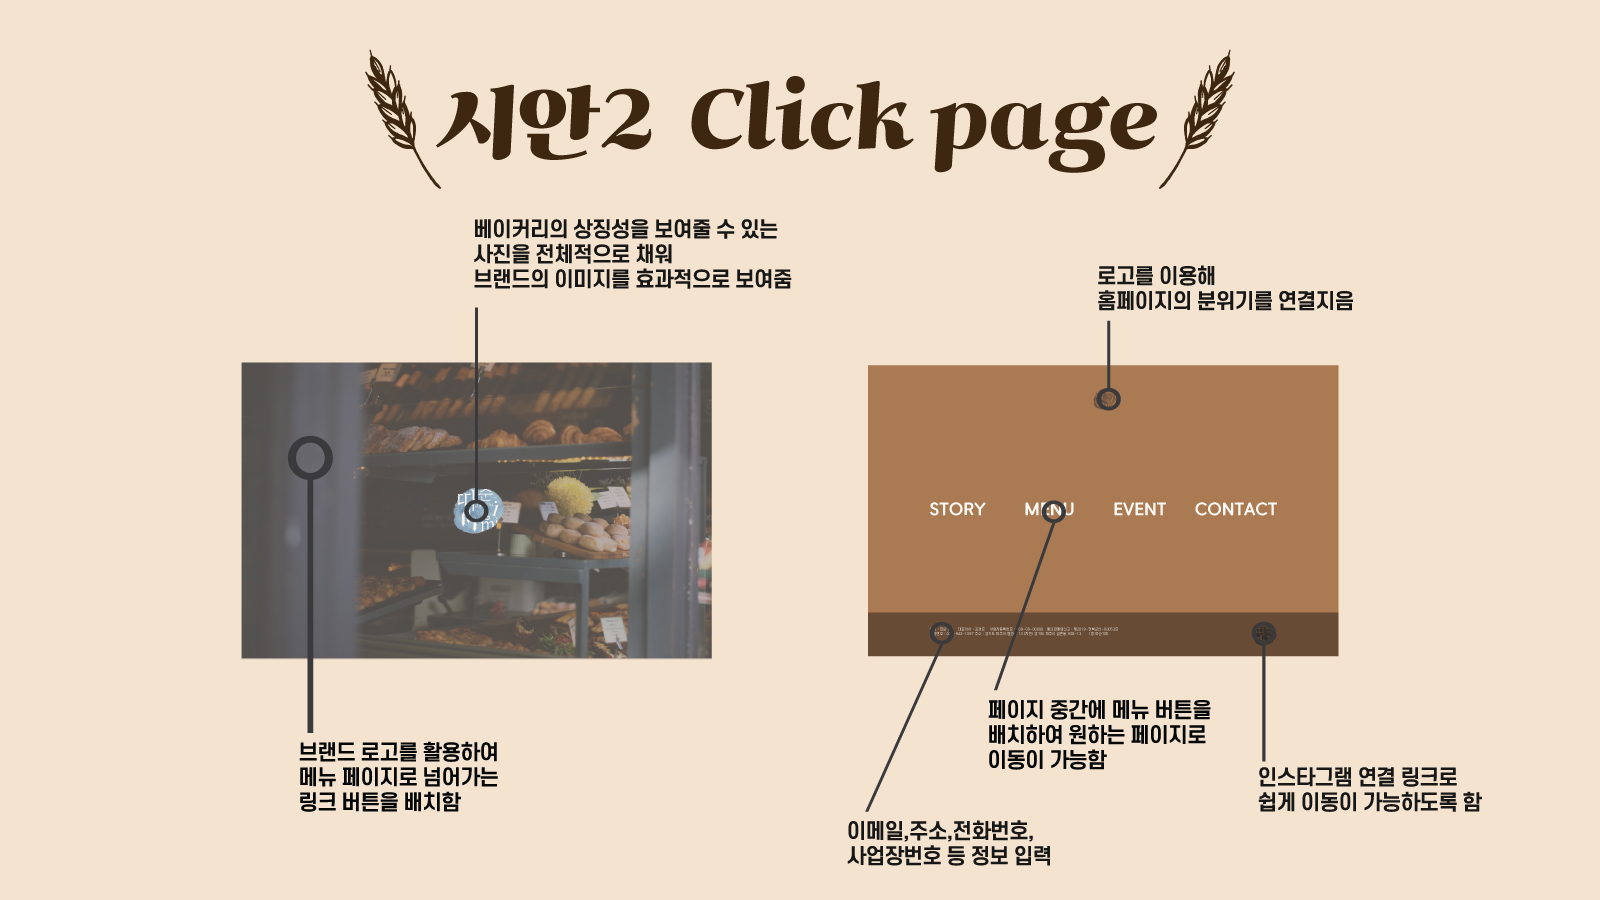 시안2 Click page
베이커리의 상징성을 보여줄 수 있는
사진을 전체적으로 채워
브랜드의 이미지를 효과적으로 보여줌
로고를 이용해
홈페이지의 분위기를 연결지음
STORY MENU EVENT CONTACT
브랜드 로고를 활용하여
메뉴 페이지로 넘어가는
링크 버튼을 배치함
페이지 중간에 메뉴 버튼을
배치하여 원하는 페이지로
이동이 가능함
인스타그램 연결 링크로
쉽게 이동이 가능하도록 함
이메일,주소,전화번호,
사업장번호 등 정보 입력